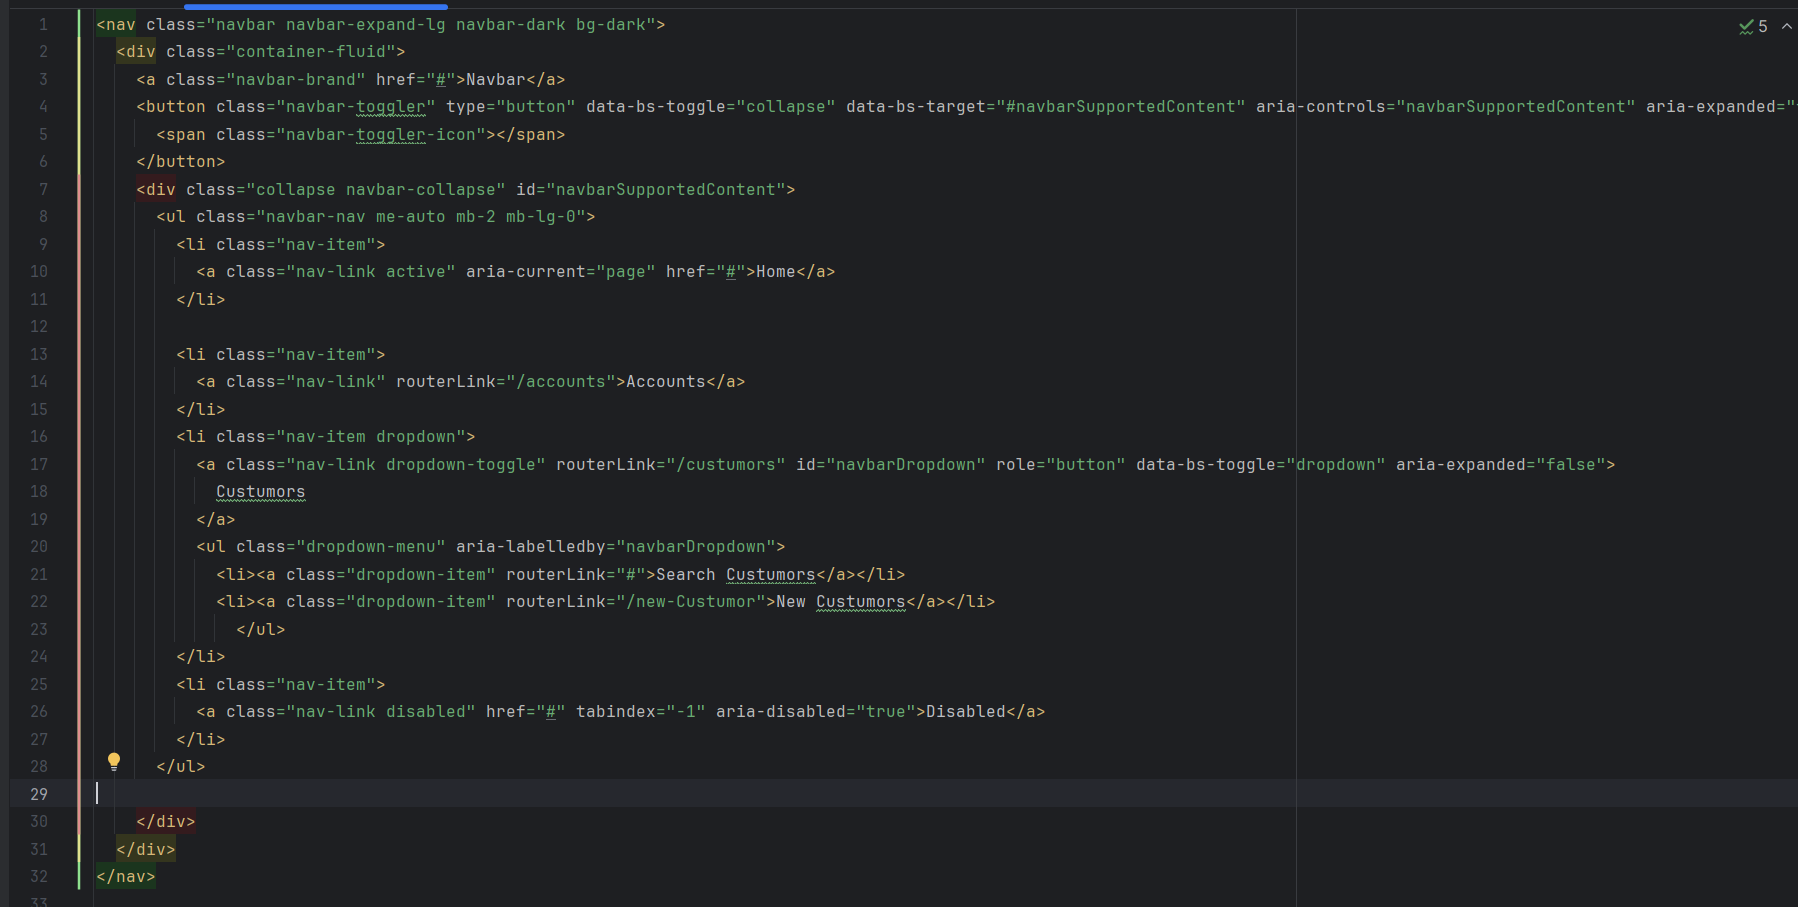 5
1 <nav class="navbar navbar-expand-lg navbar-dark bg-dark">
2 <div class="container-fluid">
3 <a class="navbar-brand" href="#">Navbar</a>
4 <button class="navbar-toggler" type="button" data-bs-toggle="collapse" data-bs-target="#navbarSupportedContent" aria-controls="navbarSupportedContent" aria-expanded="
5 <span class="navbar-toggler-icon"></span>
6 </button>
7 <div class="collapse navbar-collapse" id="navbarSupportedContent">
8 <ul class="navbar-nav me-auto mb-2 mb-lg-0">
9 <li class="nav-item">
10 <a class="nav-link active" aria-current="page" href="#">Home</a>
11 </li>
12
13 <li class="nav-item">
14 <a class="nav-link" routerLink="/accounts">Accounts</a>
15 </li>
16 <li class="nav-item dropdown">
17 <a class="nav-link dropdown-toggle" routerLink="/custumors" id="navbarDropdown" role="button" data-bs-toggle="dropdown" aria-expanded="false">
18 Custumors
19 </a>
20 <ul class="dropdown-menu" aria-labelledby="navbarDropdown">
21 <li><a class="dropdown-item" routerLink="#">Search Custumors</a></li>
22 <li><a class="dropdown-item" routerLink="/new-Custumor">New Custumors</a></li>
23 </ul>
24 </li>
25 <li class="nav-item">
26 <a class="nav-link disabled" href="#" tabindex="-1" aria-disabled="true">Disabled</a>
27 </li>
28 </ul>
29
30 </div>
31 </div>
32 </nav>
33